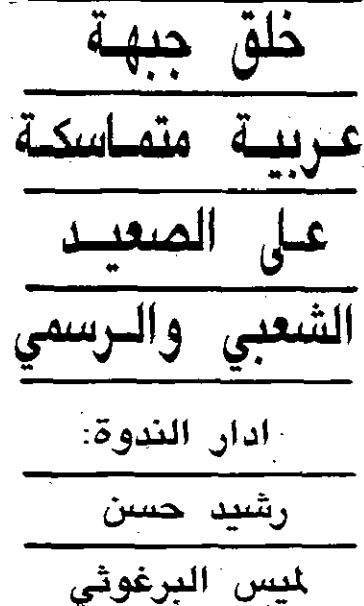 خلق جبهة
عربية متماسكة
على الصعيد
الشعبي والرسمي
ادار الندوة:
رشيد حسن
لميس البرغوثي